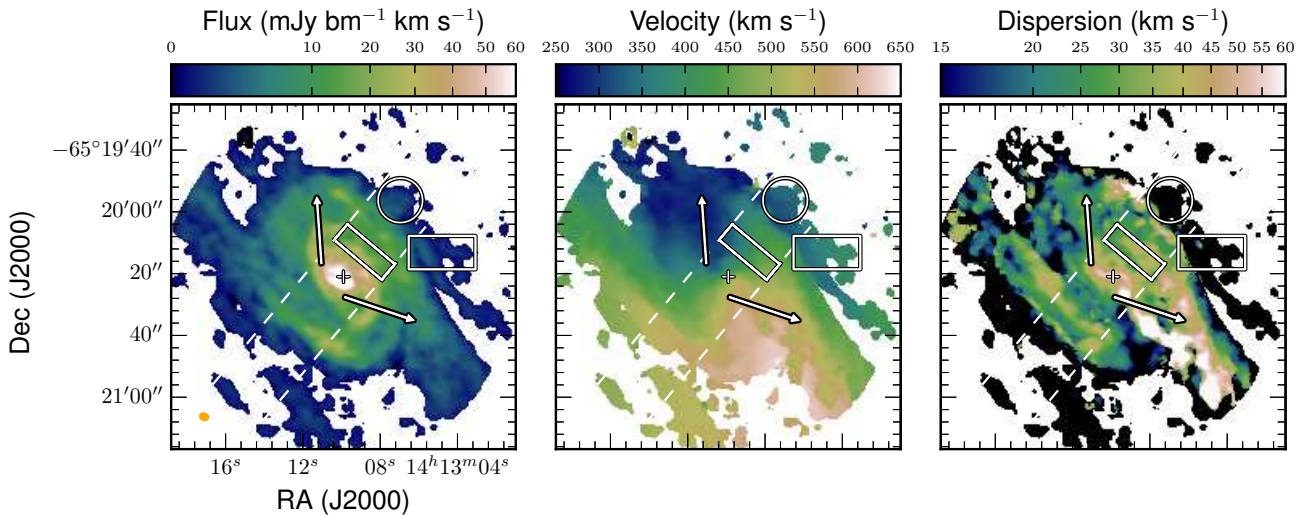 Flux (mJy bm⁻¹ km s⁻¹)
Velocity (km s⁻¹)
Dispersion (km s⁻¹)
0 10 20 30 40 50 60
250 300 350 400 450 500 550 600 650
15 20 25 30 35 40 45 50 55 60
−65°19′40″
20′00″
20″
40″
21′00″
Dec (J2000)
16ˢ 12ˢ 08ˢ 14ʰ13ᵐ04ˢ
RA (J2000)